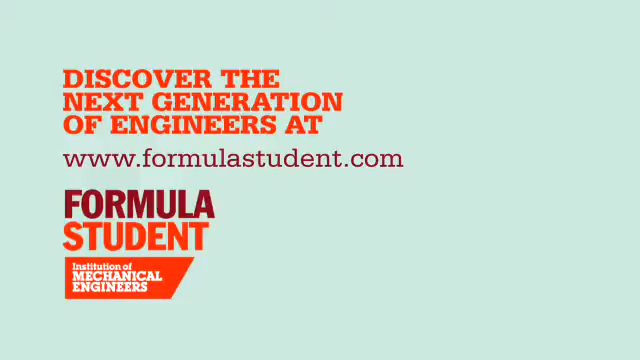 DISCOVER THE
NEXT GENERATION
OF ENGINEERS AT
www.formulastudent.com
FORMULA
STUDENT
Institution of
MECHANICAL
ENGINEERS